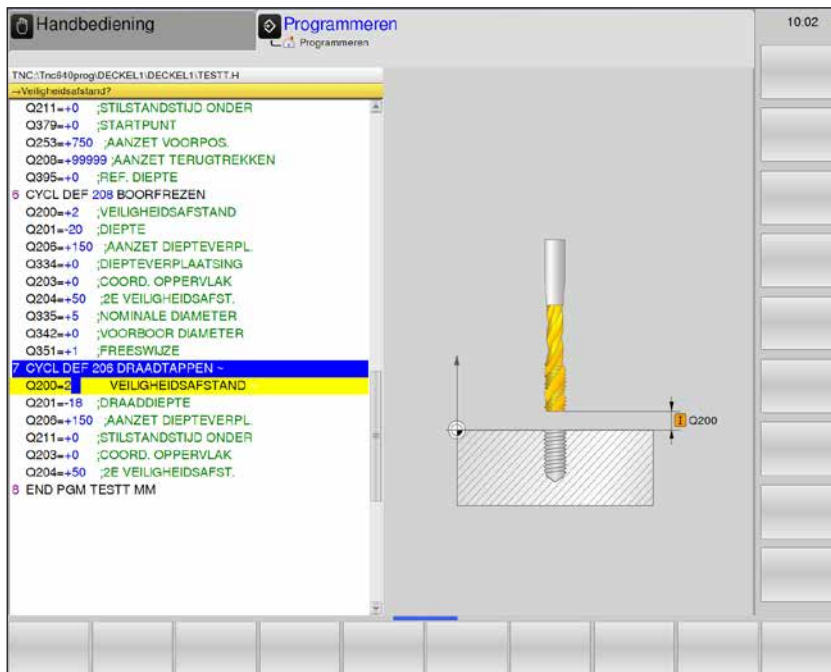 Handbediening
Programmeren
Programmeren
10:02
TNC:\Tnc640prog\DECKEL1\DECKEL1\TESTT.H
→Veiligheidsafstand?
Q211=+0 ;STILSTANDSTIJD ONDER
Q379=+0 ;STARTPUNT
Q253=+750 ;AANZET VOORPOS.
Q208=+99999 ;AANZET TERUGTREKKEN
Q395=+0 ;REF. DIEPTE
6 CYCL DEF 208 BOORFREZEN
Q200=+2 ;VEILIGHEIDSAFSTAND
Q201=-20 ;DIEPTE
Q206=+150 ;AANZET DIEPTEVERPL.
Q334=+0 ;DIEPTEVERPLAATSING
Q203=+0 ;COORD. OPPERVLAK
Q204=+50 ;2E VEILIGHEIDSAFST.
Q335=+5 ;NOMINALE DIAMETER
Q342=+0 ;VOORBOOR DIAMETER
Q351=+1 ;FREESWIJZE
7 CYCL DEF 206 DRAADTAPPEN ~
Q200=2 VEILIGHEIDSAFSTAND ~
Q201=-18 ;DRAADDIEPTE
Q206=+150 ;AANZET DIEPTEVERPL.
Q211=+0 ;STILSTANDSTIJD ONDER
Q203=+0 ;COORD. OPPERVLAK
Q204=+50 ;2E VEILIGHEIDSAFST.
8 END PGM TESTT MM
Q200